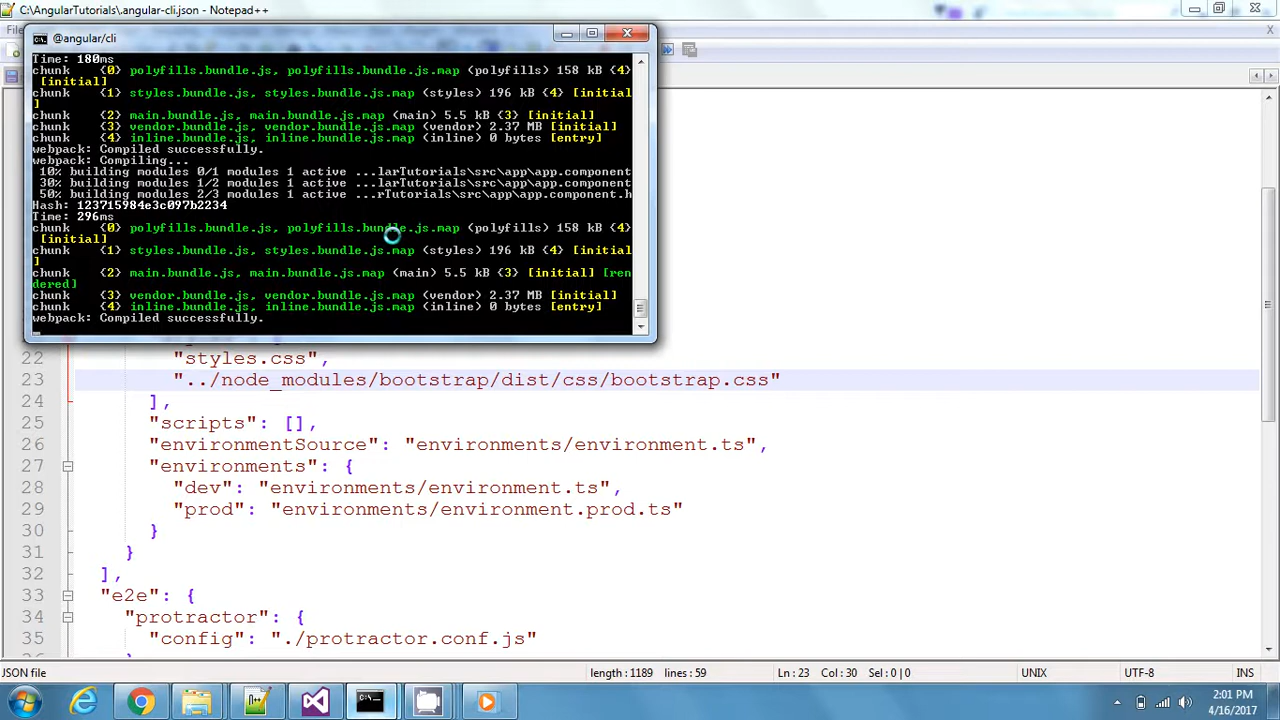 C:\AngularTutorials\.angular-cli.json - Notepad++
Fil
@angular/cli
Time: 180ms
chunk {0} polyfills.bundle.js, polyfills.bundle.js.map (polyfills) 158 kB {4}
[initial]
chunk {1} styles.bundle.js, styles.bundle.js.map (styles) 196 kB {4} [initial
]
chunk {2} main.bundle.js, main.bundle.js.map (main) 5.5 kB {3} [initial]
chunk {3} vendor.bundle.js, vendor.bundle.js.map (vendor) 2.37 MB [initial]
chunk {4} inline.bundle.js, inline.bundle.js.map (inline) 0 bytes [entry]
webpack: Compiled successfully.
webpack: Compiling...
10% building modules 0/1 modules 1 active ...larTutorials\src\app\app.component
30% building modules 1/2 modules 1 active ...larTutorials\src\app\app.component
50% building modules 2/3 modules 1 active ...rTutorials\src\app\app.component.h
Hash: 123715984e3c097b2234
Time: 296ms
chunk {0} polyfills.bundle.js, polyfills.bundle.js.map (polyfills) 158 kB {4}
[initial]
chunk {1} styles.bundle.js, styles.bundle.js.map (styles) 196 kB {4} [initial
]
chunk {2} main.bundle.js, main.bundle.js.map (main) 5.5 kB {3} [initial] [ren
dered]
chunk {3} vendor.bundle.js, vendor.bundle.js.map (vendor) 2.37 MB [initial]
chunk {4} inline.bundle.js, inline.bundle.js.map (inline) 0 bytes [entry]
webpack: Compiled successfully.
22 "styles.css",
23 "../node_modules/bootstrap/dist/css/bootstrap.css"
24 ],
25 "scripts": [],
26 "environmentSource": "environments/environment.ts",
27 "environments": {
28 "dev": "environments/environment.ts",
29 "prod": "environments/environment.prod.ts"
30 }
31 }
32 ],
33 "e2e": {
34 "protractor": {
35 "config": "./protractor.conf.js"
JSON file length : 1189 lines : 59 Ln : 23 Col : 30 Sel : 0 | 0 UNIX UTF-8 INS
2:01 PM
4/16/2017